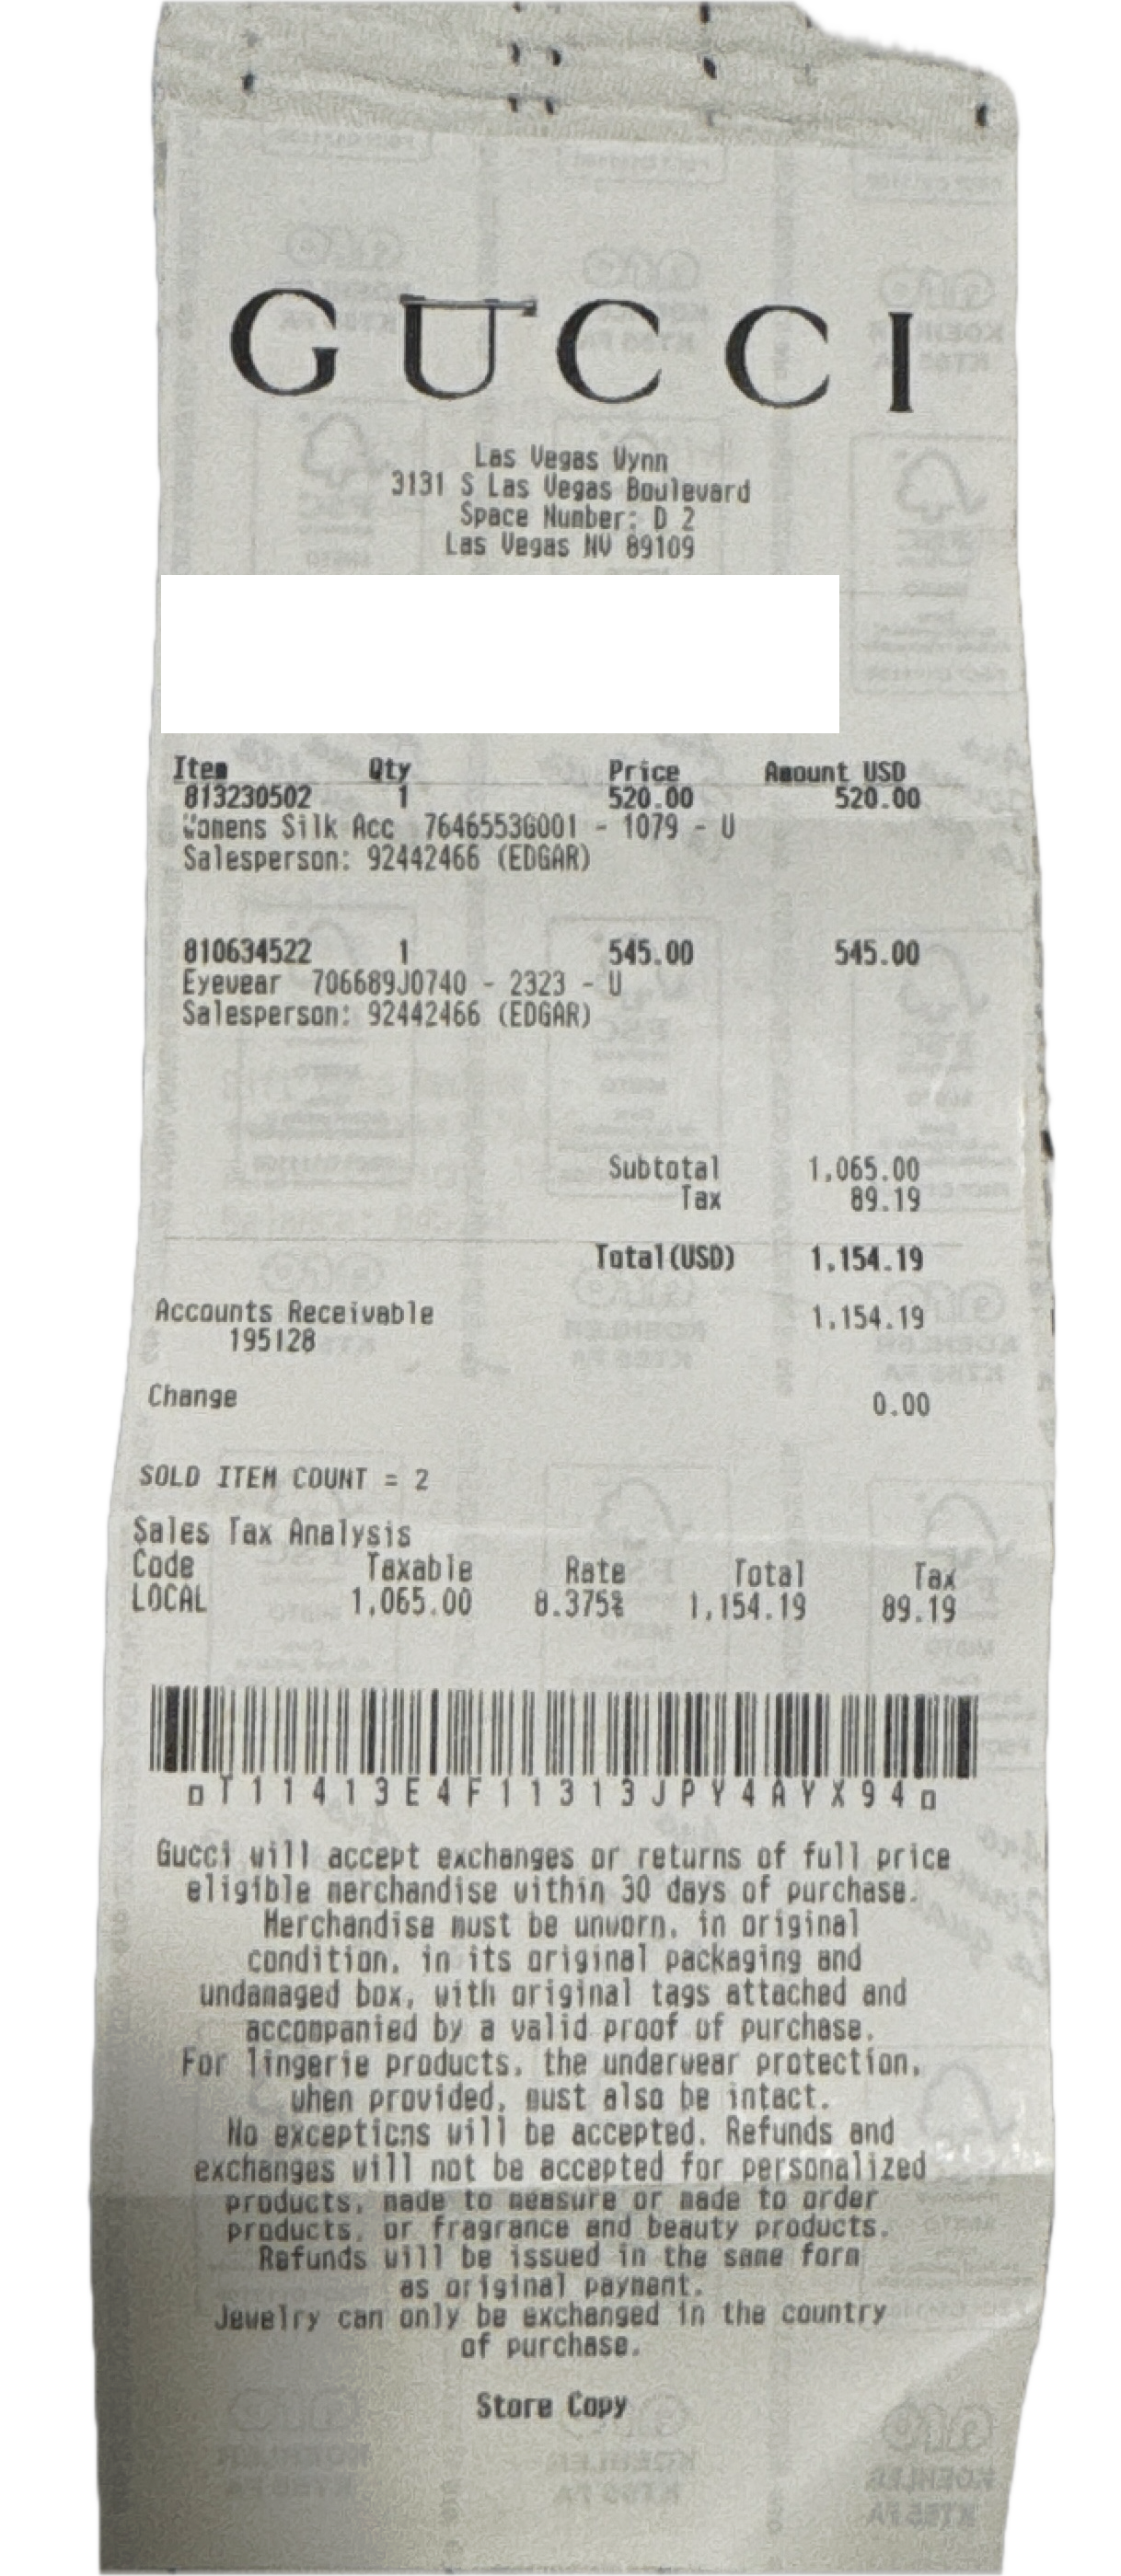 GUCCI
Las Vegas Wynn
3131 S Las Vegas Boulevard
Space Number: D 2
Las Vegas NV 89109
Item Qty Price Amount USD
813230502 1 520.00 520.00
Womens Silk Acc 7646553G001 - 1079 - U
Salesperson: 92442466 (EDGAR)
810634522 1 545.00 545.00
Eyewear 706689J0740 - 2323 - U
Salesperson: 92442466 (EDGAR)
Subtotal 1,065.00
Tax 89.19
Total(USD) 1,154.19
Accounts Receivable 1,154.19
195128
Change 0.00
SOLD ITEM COUNT = 2
Sales Tax Analysis
Code Taxable Rate Total Tax
LOCAL 1,065.00 8.375% 1,154.19 89.19
T11413E4F11313JPY4AYX94
Gucci will accept exchanges or returns of full price
eligible merchandise within 30 days of purchase.
Merchandise must be unworn, in original
condition, in its original packaging and
undamaged box, with original tags attached and
accompanied by a valid proof of purchase.
For lingerie products, the underwear protection,
when provided, must also be intact.
No exceptions will be accepted. Refunds and
exchanges will not be accepted for personalized
products, made to measure or made to order
products, or fragrance and beauty products.
Refunds will be issued in the same form
as original payment.
Jewelry can only be exchanged in the country
of purchase.
Store Copy